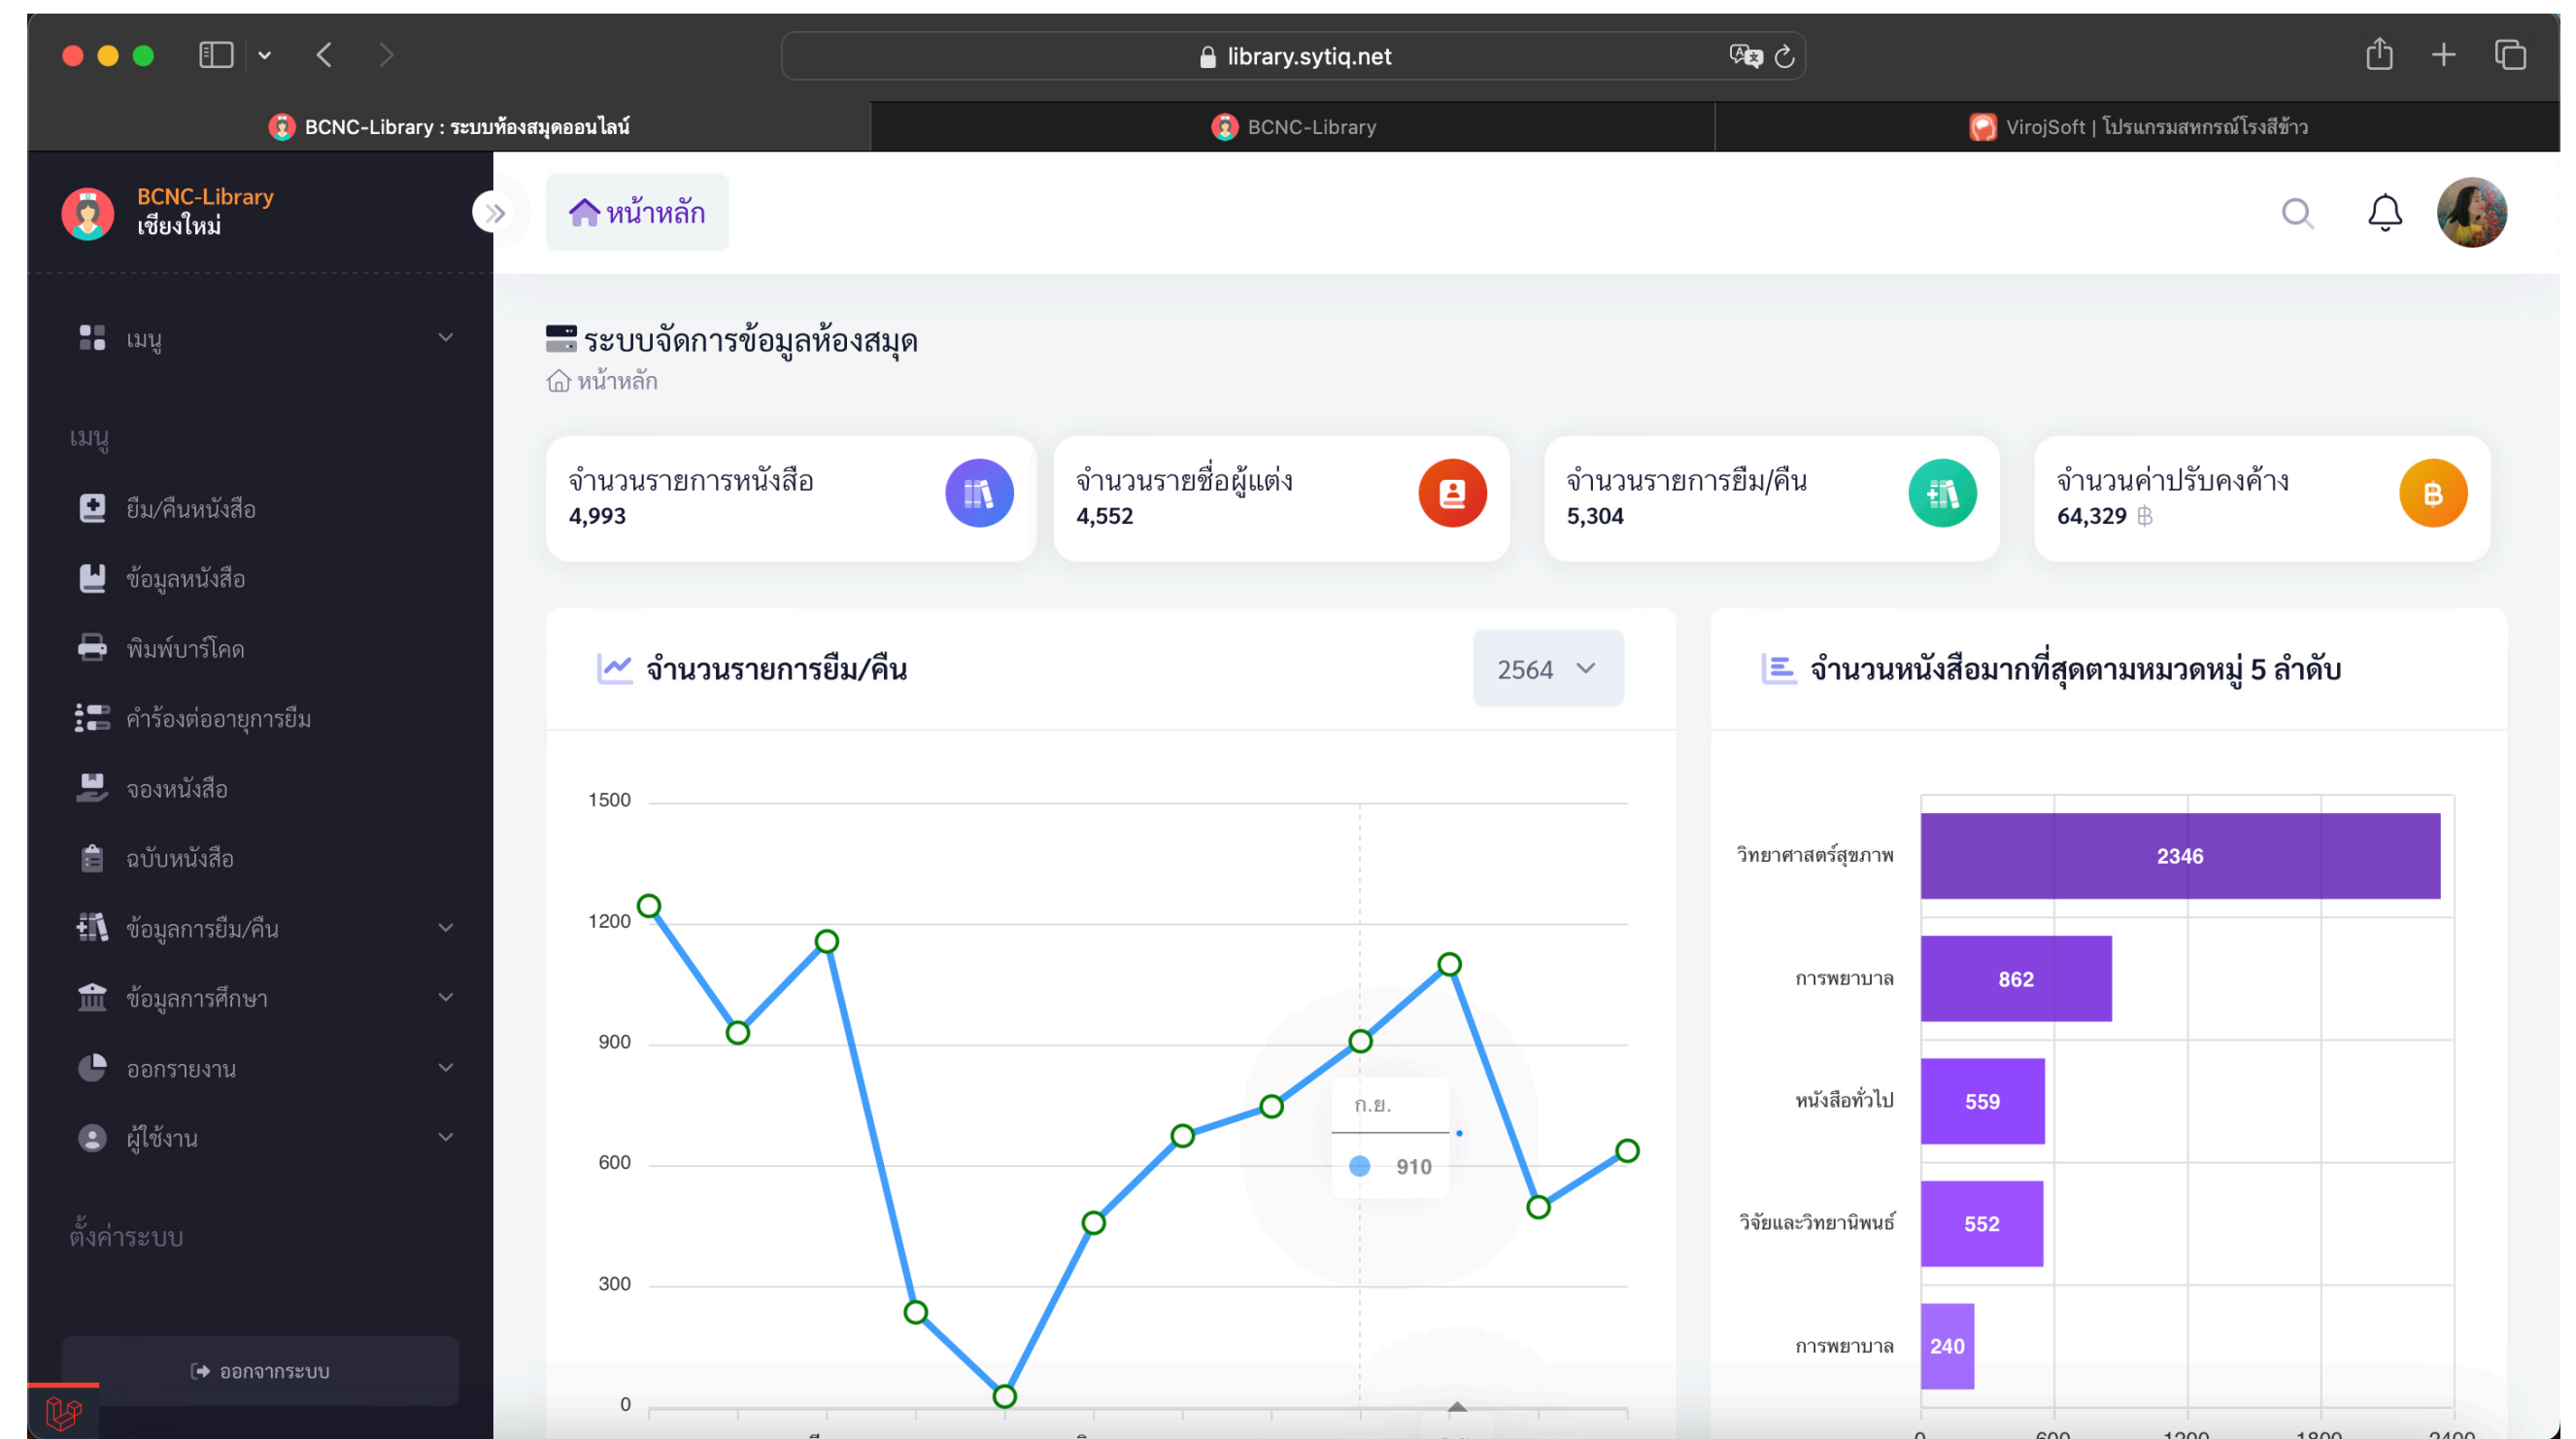 library.sytiq.net
BCNC-Library : ระบบห้องสมุดออนไลน์
BCNC-Library
VirojSoft | โปรแกรมสหกรณ์โรงสีข้าว
BCNC-Library
เชียงใหม่
หน้าหลัก
เมนู
เมนู
ยืม/คืนหนังสือ
ข้อมูลหนังสือ
พิมพ์บาร์โคด
คำร้องต่ออายุการยืม
จองหนังสือ
ฉบับหนังสือ
ข้อมูลการยืม/คืน
ข้อมูลการศึกษา
ออกรายงาน
ผู้ใช้งาน
ตั้งค่าระบบ
ออกจากระบบ
ระบบจัดการข้อมูลห้องสมุด
หน้าหลัก
จำนวนรายการหนังสือ
4,993
จำนวนรายชื่อผู้แต่ง
4,552
จำนวนรายการยืม/คืน
5,304
จำนวนค่าปรับคงค้าง
64,329 ฿
จำนวนรายการยืม/คืน
2564
1500
1200
900
600
300
0
ก.ย.
910
จำนวนหนังสือมากที่สุดตามหมวดหมู่ 5 ลำดับ
วิทยาศาสตร์สุขภาพ 2346
การพยาบาล 862
หนังสือทั่วไป 559
วิจัยและวิทยานิพนธ์ 552
การพยาบาล 240
0 600 1200 1800 2400